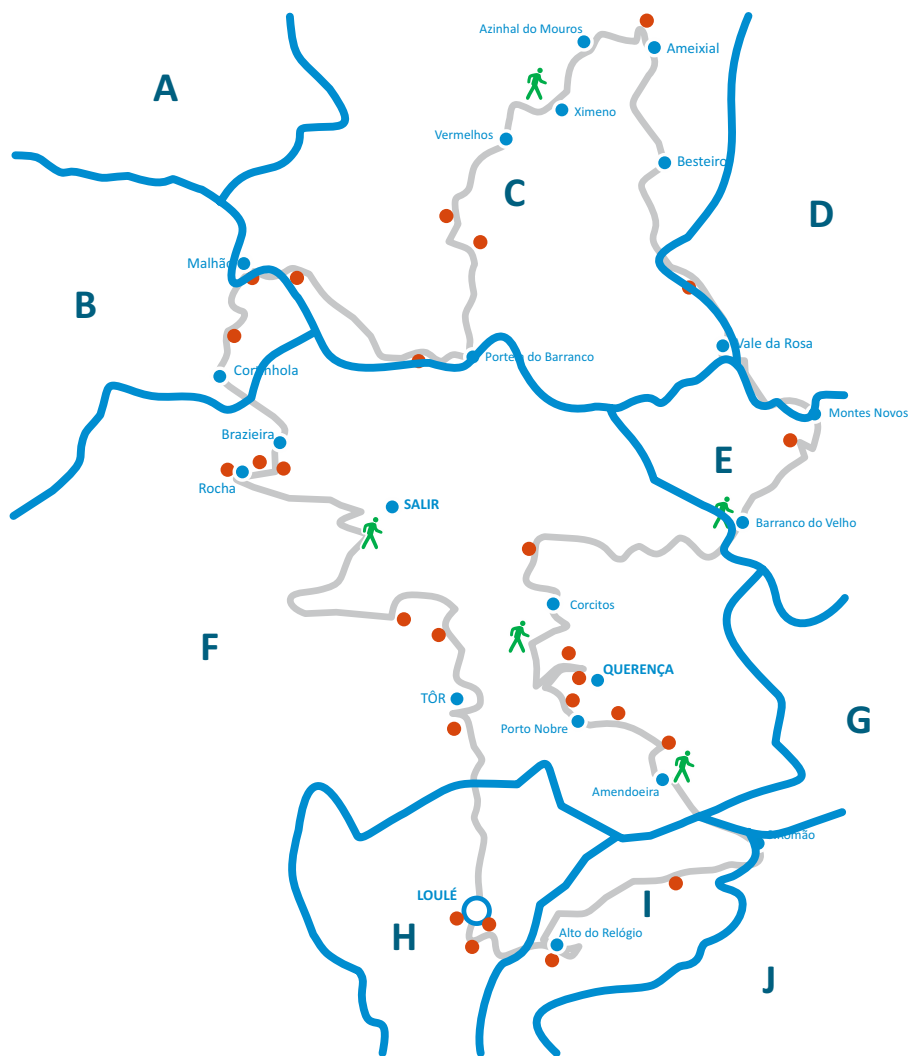 Azinhal do Mouros
Ameixial
A
Ximeno
Vermelhos
Besteiro
C
D
Malhão
B
Vale da Rosa
Portela do Barranco
Cortinhola
Montes Novos
Brazieira
E
Rocha
SALIR
Barranco do Velho
Corcitos
F
QUERENÇA
TÔR
G
Porto Nobre
Amendoeira
LOULÉ
I
H
Alto do Relógio
J